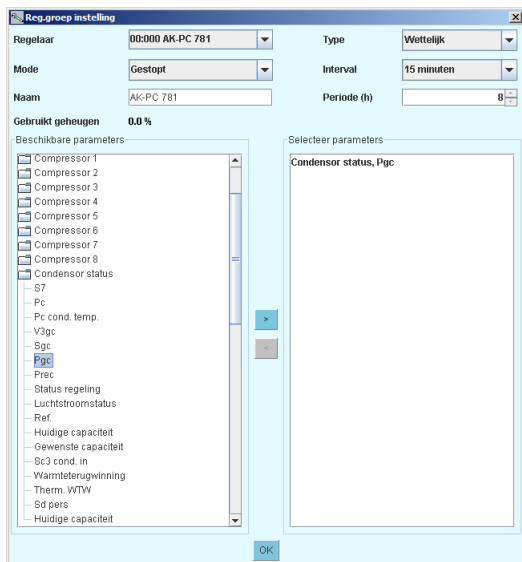 Reg.groep instelling
Regelaar 00:000 AK-PC 781 Type Wettelijk
Mode Gestopt Interval 15 minuten
Naam AK-PC 781 Periode (h) 8
Gebruikt geheugen 0.0 %
Beschikbare parameters Selecteer parameters
Compressor 1 Condensor status, Pgc
Compressor 2
Compressor 3
Compressor 4
Compressor 5
Compressor 6
Compressor 7
Compressor 8
Condensor status
S7
Pc
Pc cond. temp.
V3gc
Sgc
>
Pgc
<
Prec
Status regeling
Luchtstroomstatus
Ref.
Huidige capaciteit
Gewenste capaciteit
Sc3 cond. in
Warmteterugwinning
Therm. WTW
Sd pers
Huidige capaciteit
OK